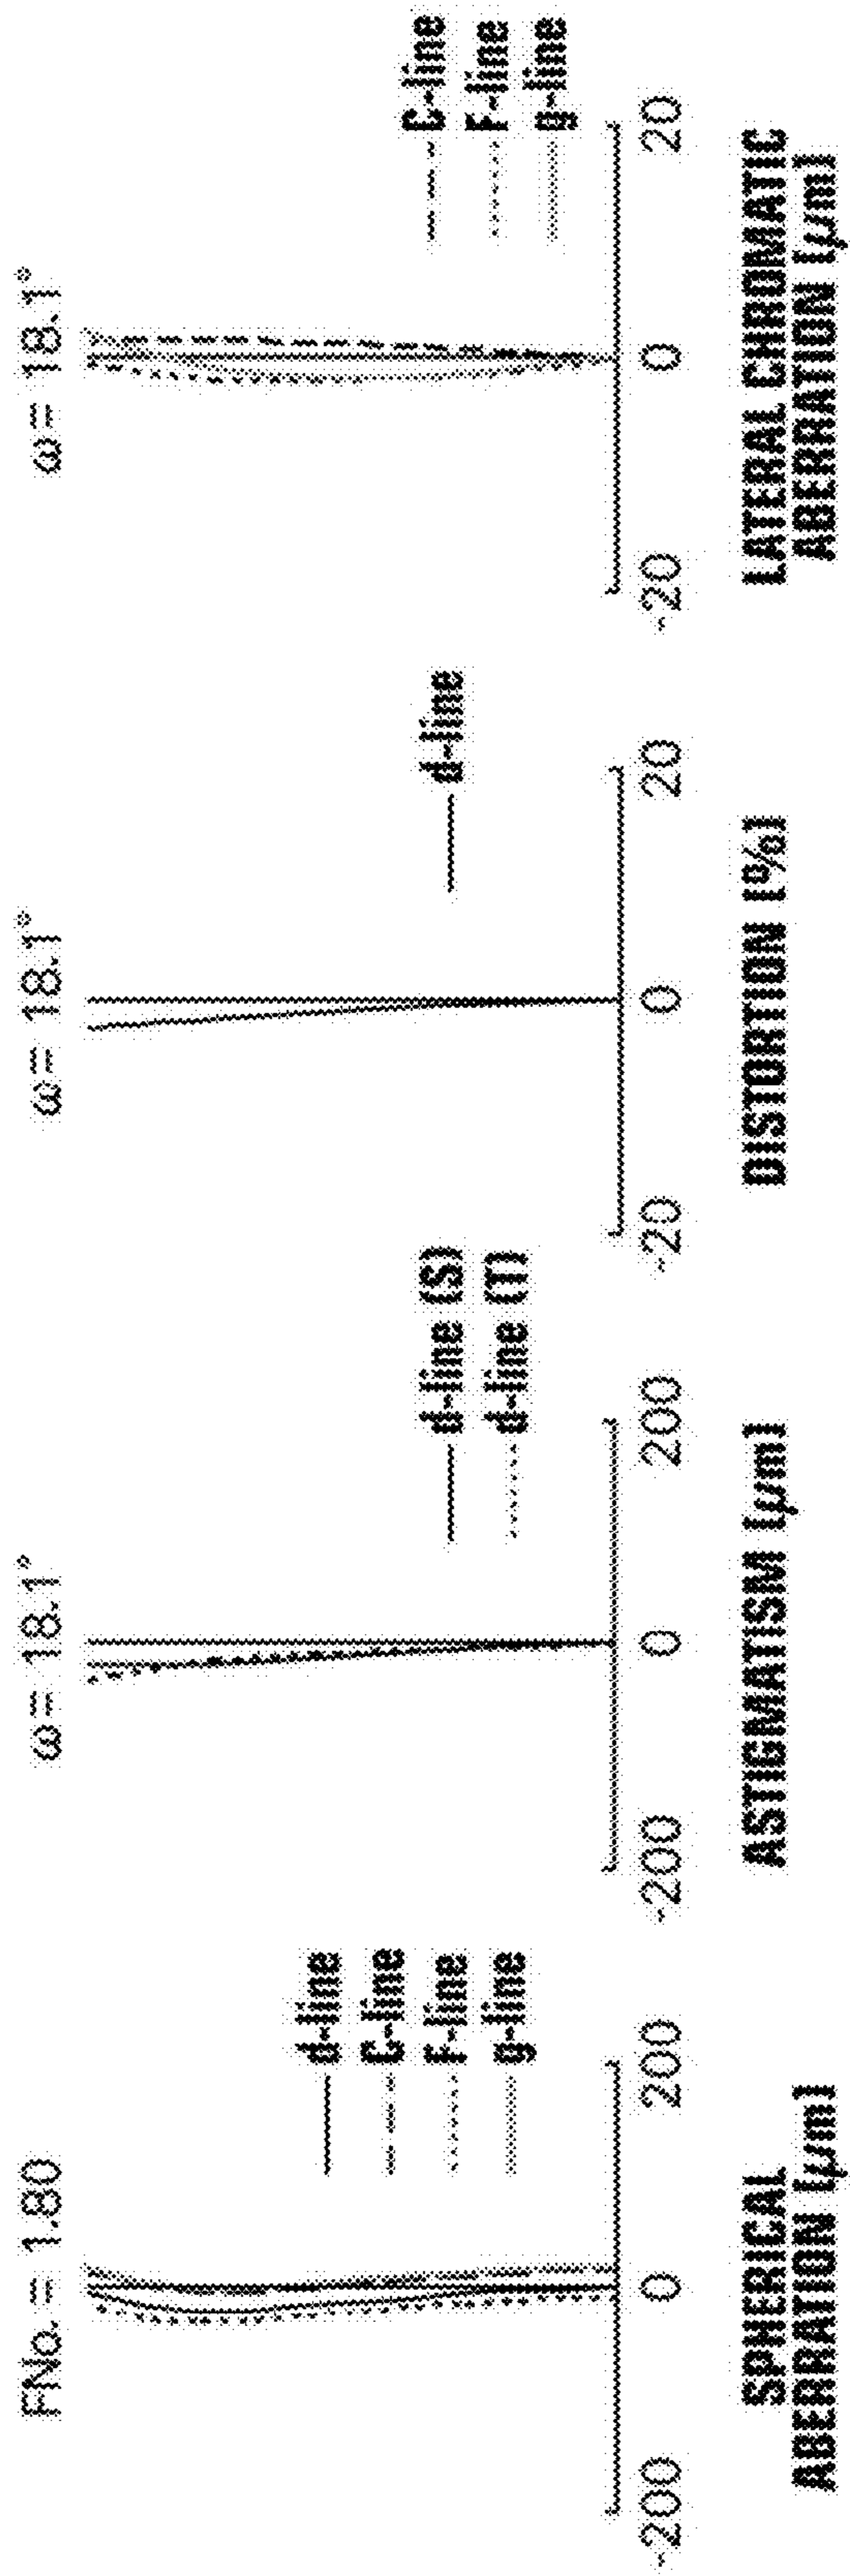 FNo. = 1.80
d-line
C-line
F-line
g-line
-200
0
200
SPHERICAL
ABERRATION [μm]
ω= 18.1°
d-line (S)
d-line (T)
-200
0
200
ASTIGMATISM [μm]
ω= 18.1°
d-line
-20
0
20
DISTORTION [%]
ω= 18.1°
C-line
F-line
g-line
-20
0
20
LATERAL CHROMATIC
ABERRATION [μm]